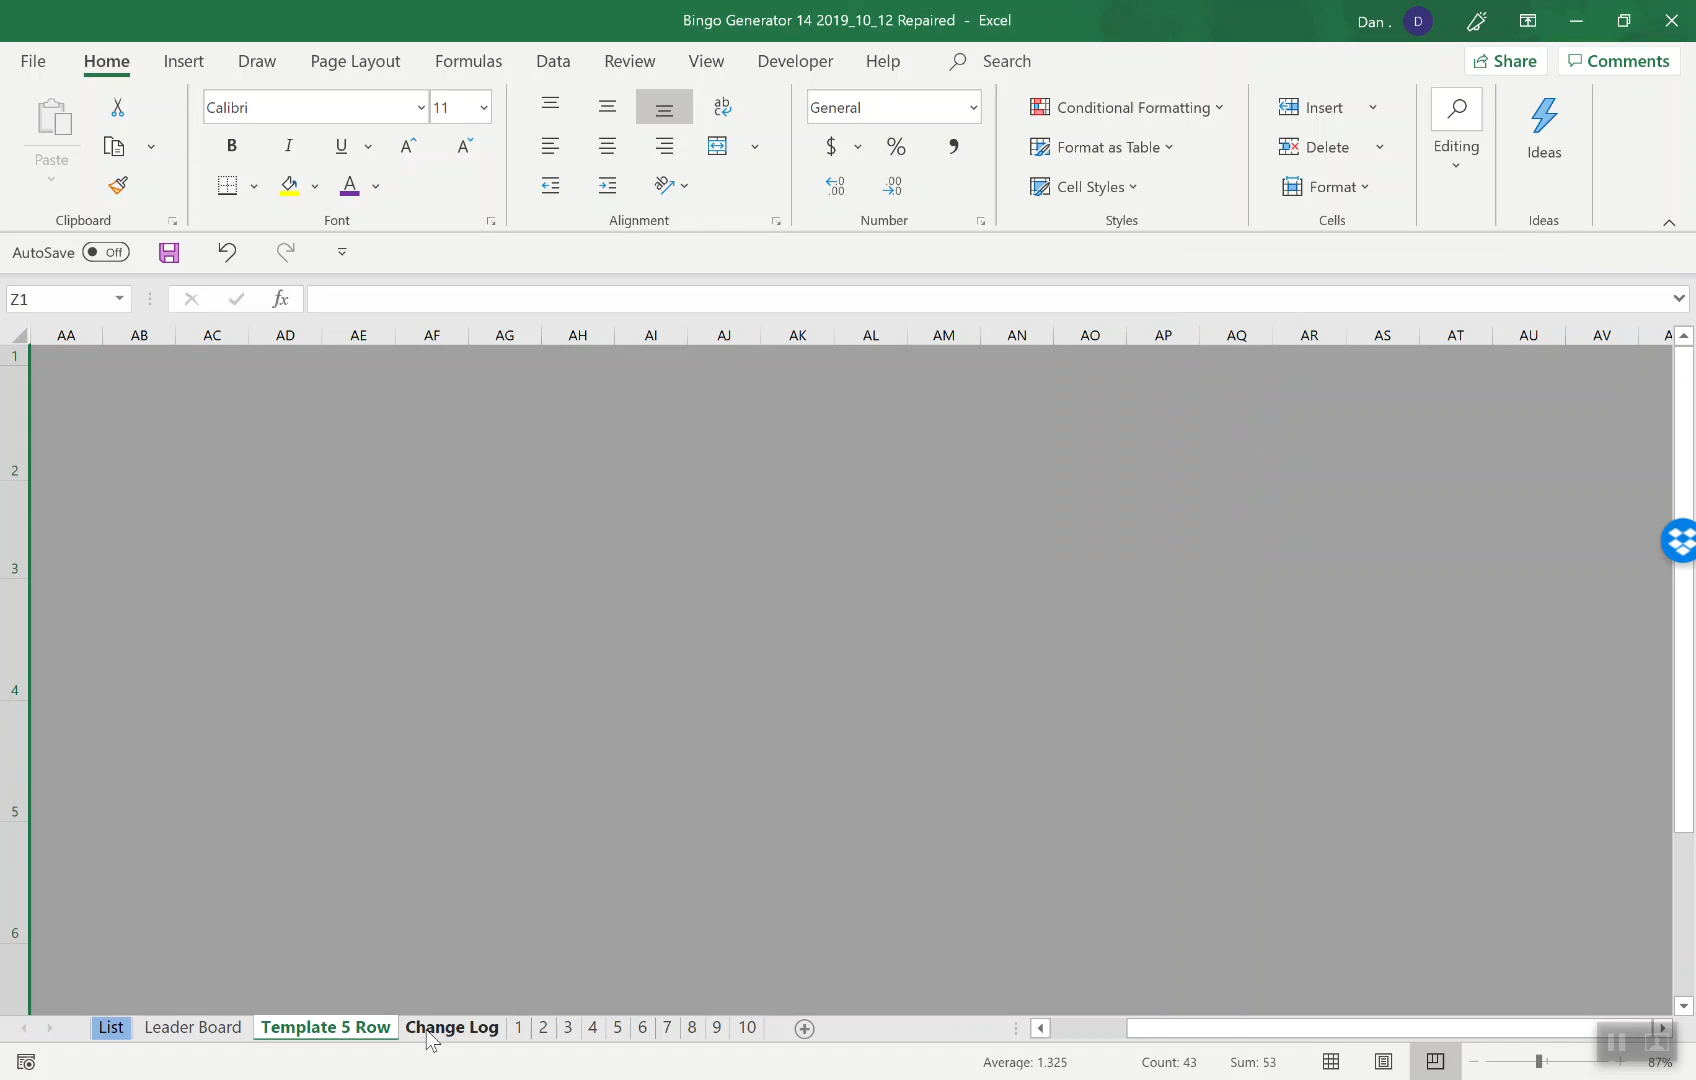 Bingo Generator 14 2019_10_12 Repaired - Excel
Dan .
D
File Home Insert Draw Page Layout Formulas Data Review View Developer Help Search
Share
Comments
Paste
Clipboard
Calibri
11
B I U A A
A
Font
ab
c
Alignment
General
$ % ,
.00
.00
Number
Conditional Formatting
Format as Table
Cell Styles
Styles
Insert
Delete
Format
Cells
Editing
Ideas
Ideas
AutoSave Off
Z1
fx
AA AB AC AD AE AF AG AH AI AJ AK AL AM AN AO AP AQ AR AS AT AU AV
1
2
3
4
5
6
List Leader Board Template 5 Row Change Log 1 2 3 4 5 6 7 8 9 10
Average: 1.325 Count: 43 Sum: 53 87%